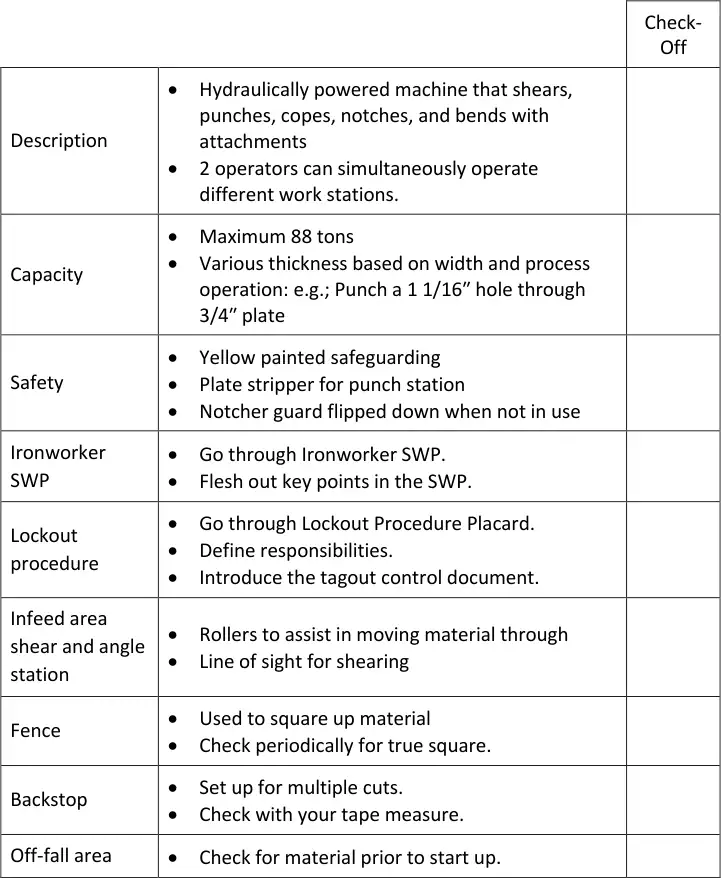 Check-
Off
Description
• Hydraulically powered machine that shears,
punches, copes, notches, and bends with
attachments
• 2 operators can simultaneously operate
different work stations.
Capacity
• Maximum 88 tons
• Various thickness based on width and process
operation: e.g.; Punch a 1 1/16″ hole through
3/4″ plate
Safety
• Yellow painted safeguarding
• Plate stripper for punch station
• Notcher guard flipped down when not in use
Ironworker
SWP
• Go through Ironworker SWP.
• Flesh out key points in the SWP.
Lockout
procedure
• Go through Lockout Procedure Placard.
• Define responsibilities.
• Introduce the tagout control document.
Infeed area
shear and angle
station
• Rollers to assist in moving material through
• Line of sight for shearing
Fence
• Used to square up material
• Check periodically for true square.
Backstop
• Set up for multiple cuts.
• Check with your tape measure.
Off-fall area
• Check for material prior to start up.